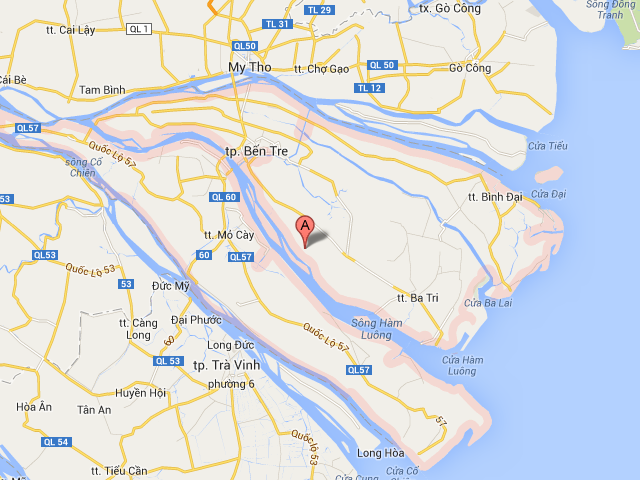 TL 29
tx. Gò Công
Sông Đồng
Tranh
TL 31
tt. Cai Lậy
QL 1
QL50
My Tho
QL 50
tt. Chợ Gạo
Gò Công
Cái Bè
Tam Bình
TL 12
QL57
Quốc Lộ 57
Cửa Tiểu
tp. Bến Tre
sông Cổ
Chiên
Cửa Đại
tt. Bình Đại
QL 60
53
A
tt. Mỏ Cày
60
QL57
QL53
Quốc Lộ 53
53
Đức Mỹ
tt. Ba Tri
Cửa Ba Lai
tt. Càng
Long
Đại Phước
Sông Hàm
Luông
60
Long Đức
Quốc Lộ 57
QL 53
tp. Trà Vinh
Cửa Hàm
Luông
QL57
phường 6
Huyền Hội
Hòa Ân
Tân An
57
QL 54
Quốc lộ 53
Long Hòa
tt. Tiểu Cần
Cửa Cung
Cửa Cổ